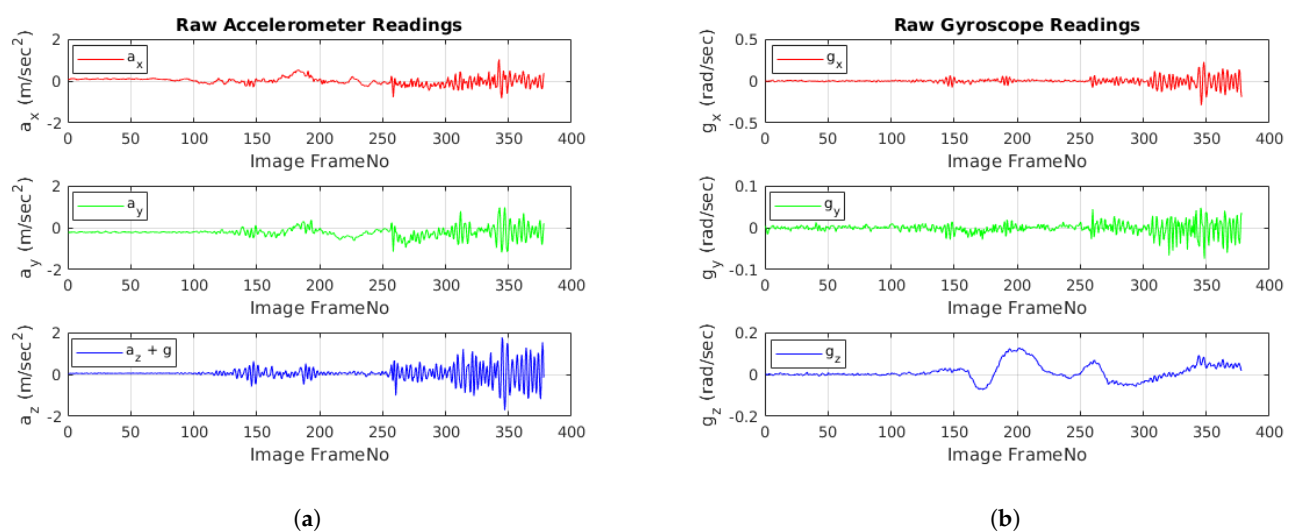 Raw Accelerometer Readings
2
0
-2
a_x (m/sec^2)
a_x
0 50 100 150 200 250 300 350 400
Image FrameNo
2
0
-2
a_y (m/sec^2)
a_y
0 50 100 150 200 250 300 350 400
Image FrameNo
2
0
-2
a_z (m/sec^2)
a_z + g
0 50 100 150 200 250 300 350 400
Image FrameNo
(a)
Raw Gyroscope Readings
0.5
0
-0.5
g_x (rad/sec)
g_x
0 50 100 150 200 250 300 350 400
Image FrameNo
0.1
0
-0.1
g_y (rad/sec)
g_y
0 50 100 150 200 250 300 350 400
Image FrameNo
0.2
0
-0.2
g_z (rad/sec)
g_z
0 50 100 150 200 250 300 350 400
Image FrameNo
(b)